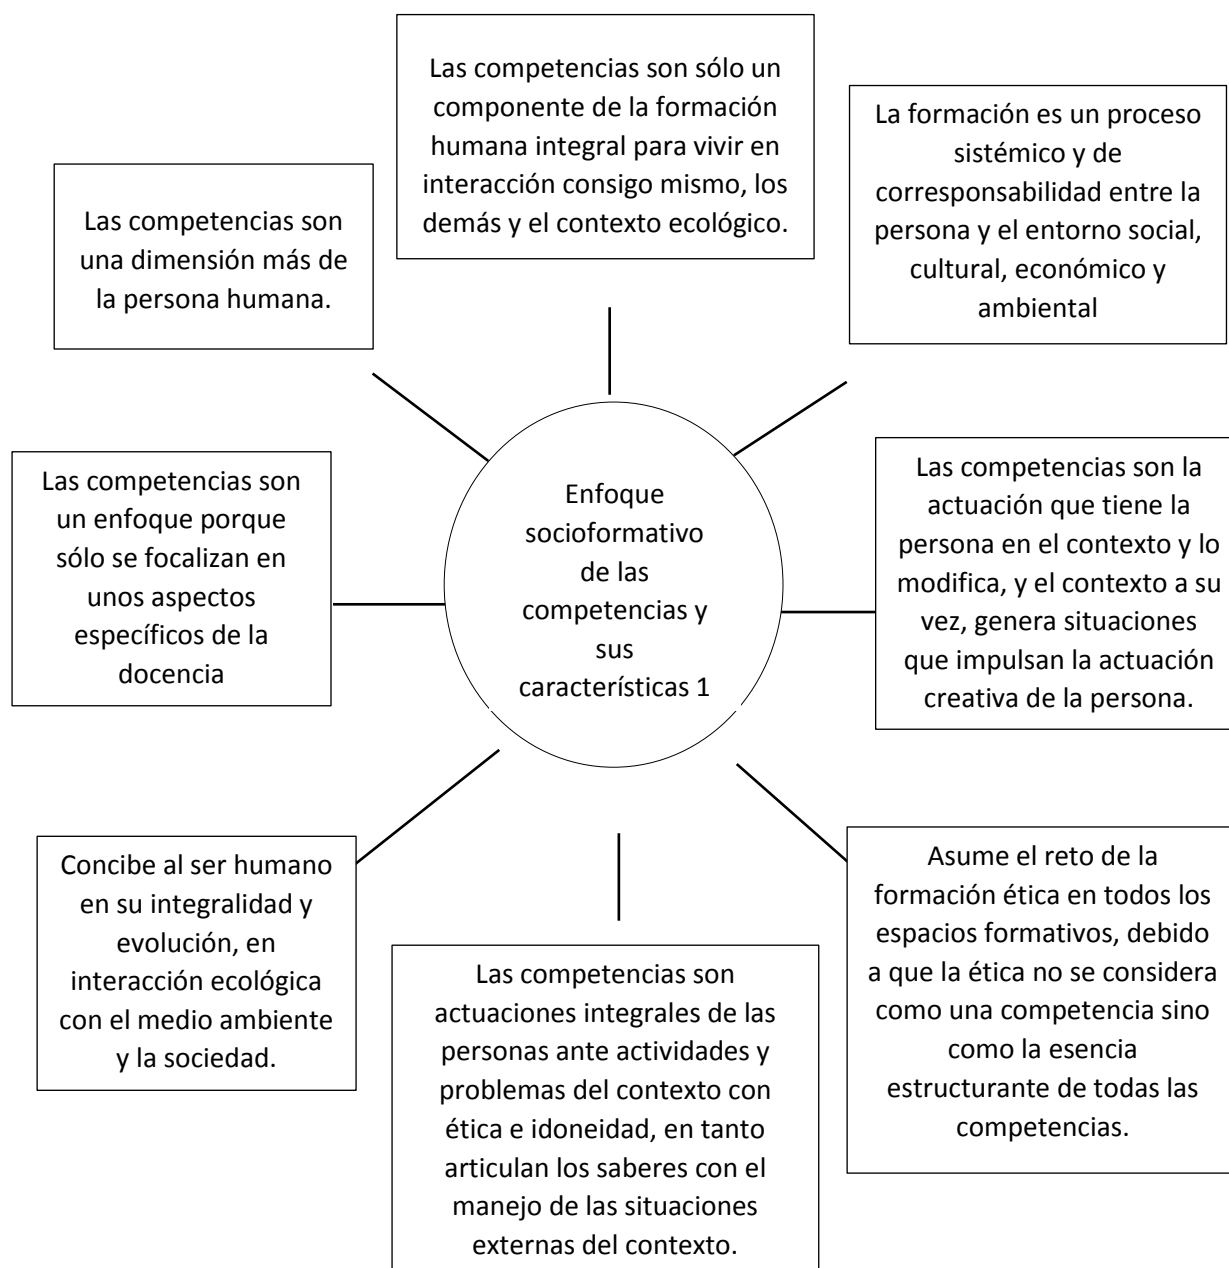 Las competencias son sólo un
componente de la formación
humana integral para vivir en
interacción consigo mismo, los
demás y el contexto ecológico.
La formación es un proceso
sistémico y de
corresponsabilidad entre la
persona y el entorno social,
cultural, económico y
ambiental
Las competencias son
una dimensión más de
la persona humana.
Las competencias son
un enfoque porque
sólo se focalizan en
unos aspectos
específicos de la
docencia
Enfoque
socioformativo
de las
competencias y
sus
características 1
Las competencias son la
actuación que tiene la
persona en el contexto y lo
modifica, y el contexto a su
vez, genera situaciones
que impulsan la actuación
creativa de la persona.
Concibe al ser humano
en su integralidad y
evolución, en
interacción ecológica
con el medio ambiente
y la sociedad.
Las competencias son
actuaciones integrales de las
personas ante actividades y
problemas del contexto con
ética e idoneidad, en tanto
articulan los saberes con el
manejo de las situaciones
externas del contexto.
Asume el reto de la
formación ética en todos los
espacios formativos, debido
a que la ética no se considera
como una competencia sino
como la esencia
estructurante de todas las
competencias.